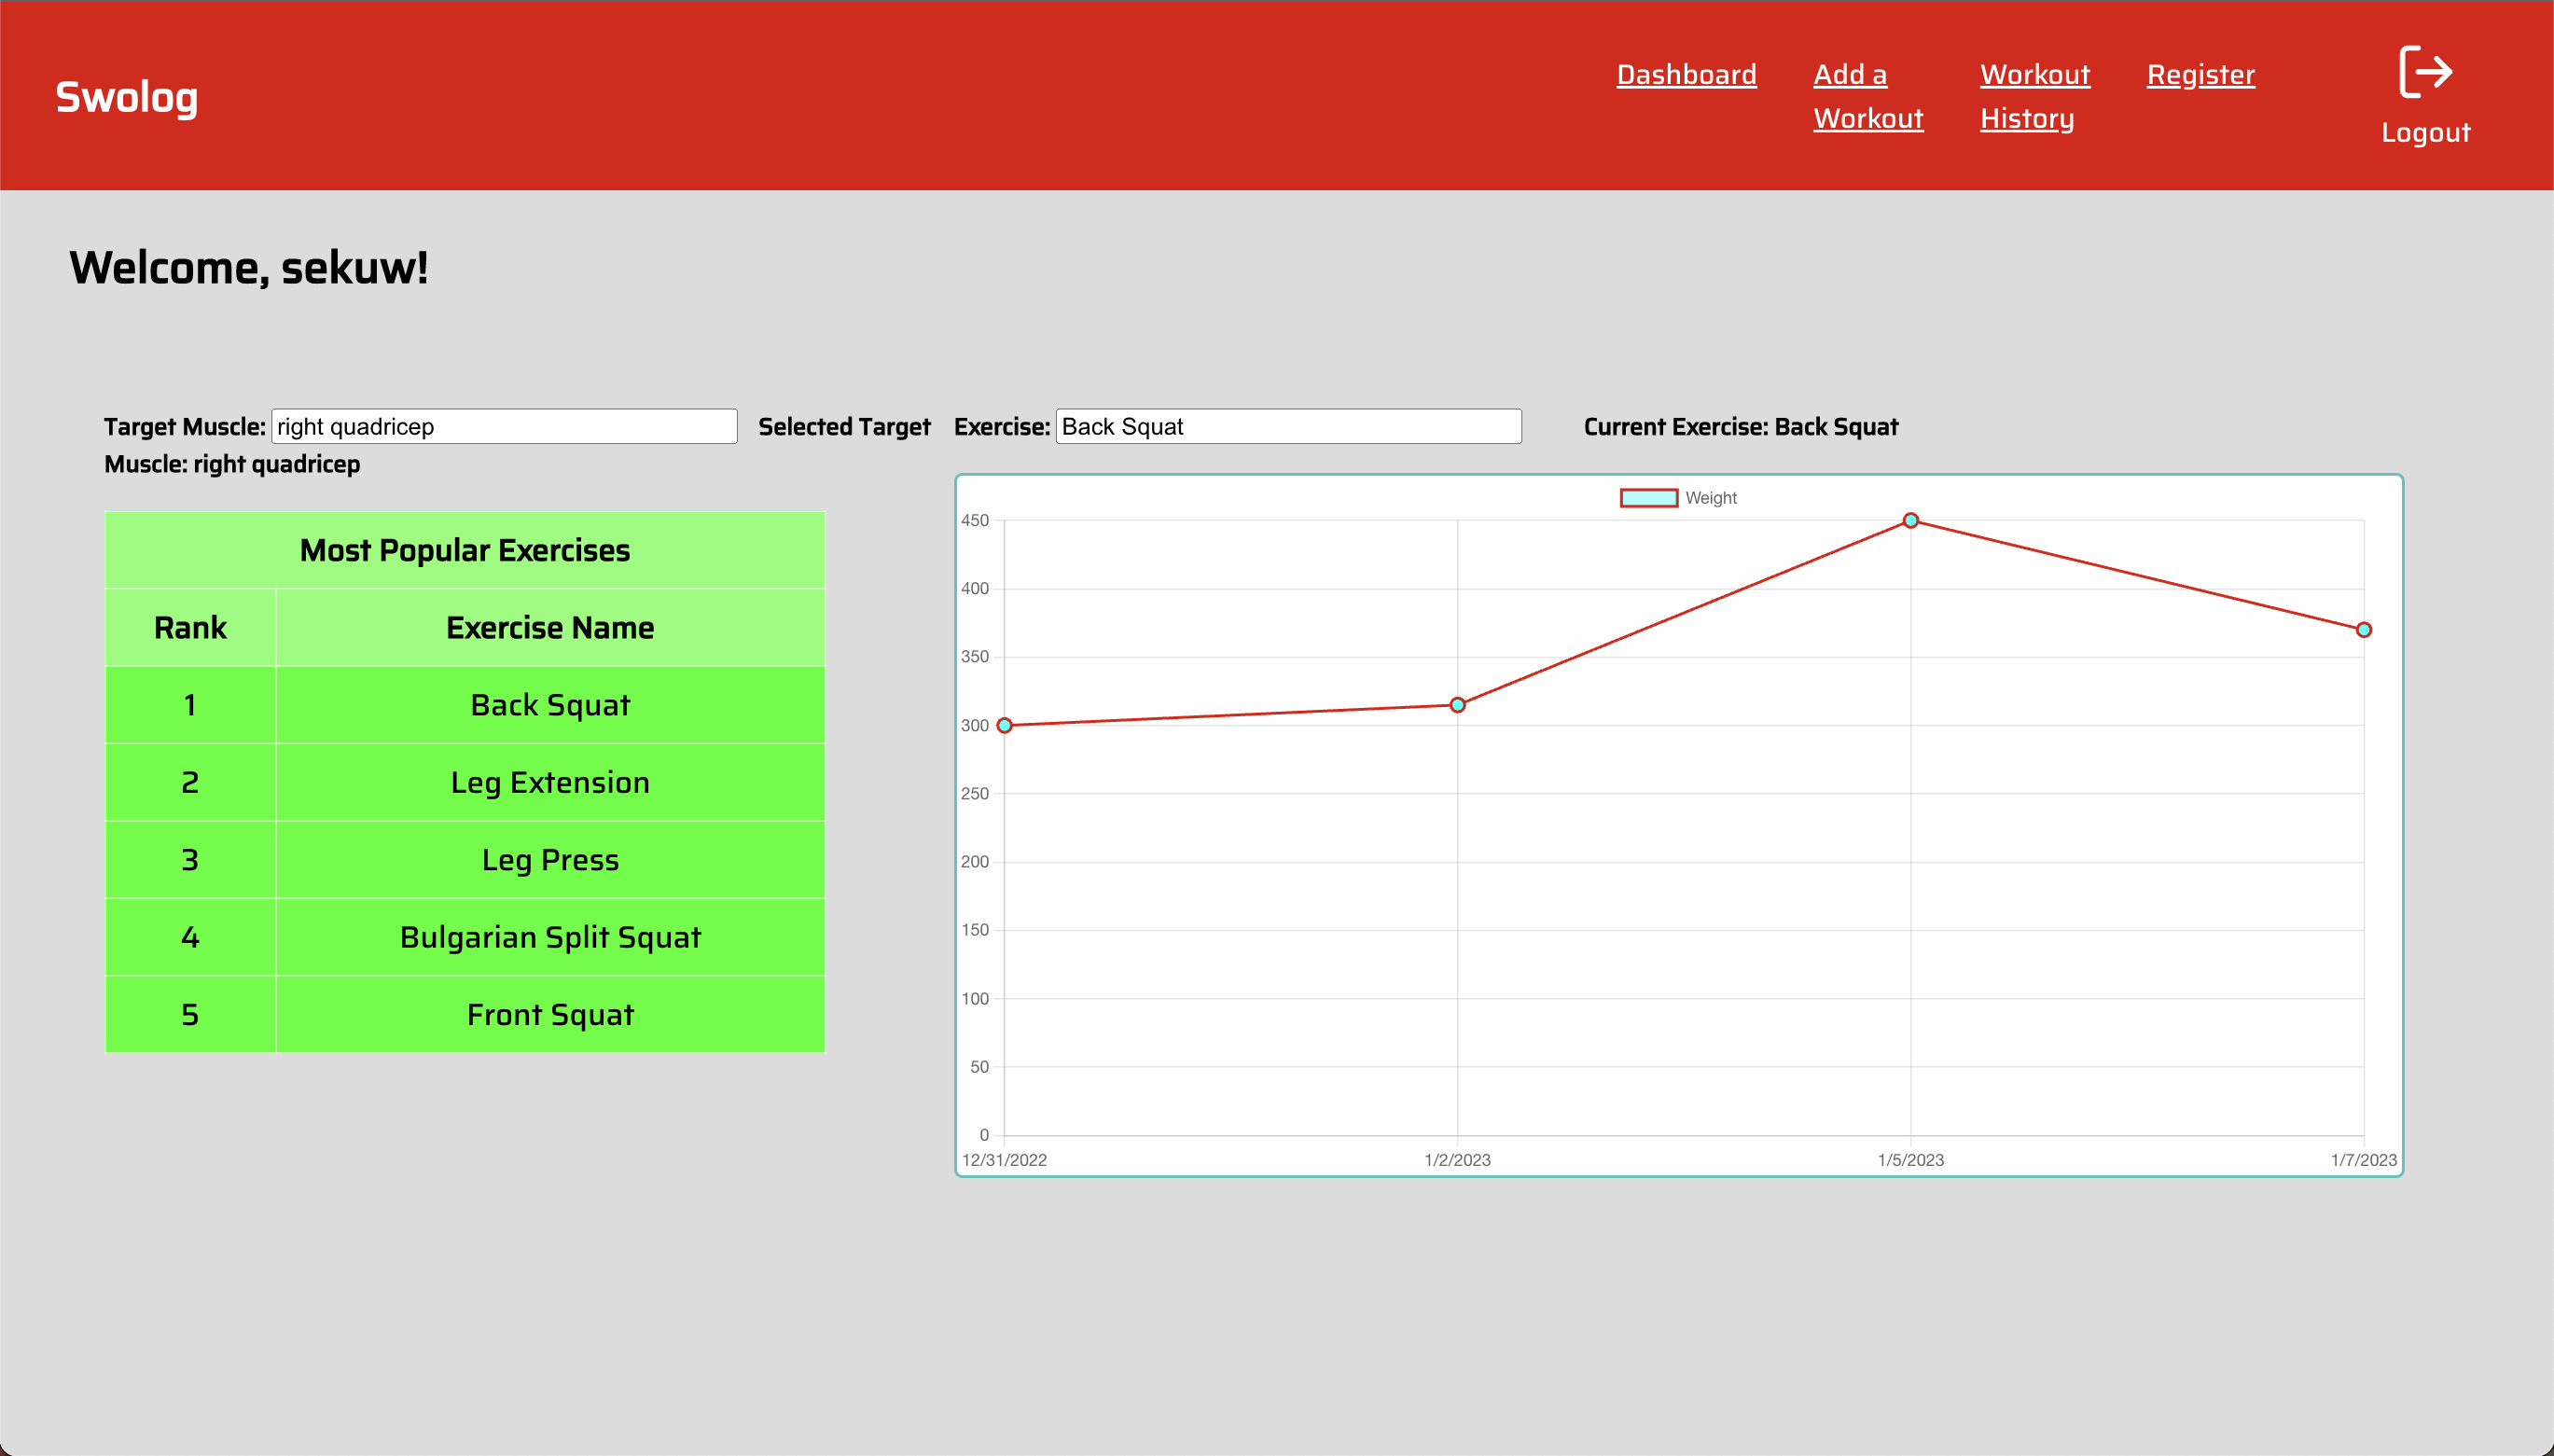 Swolog
Dashboard
Add a
Workout
Workout
History
Register
Logout
Welcome, sekuw!
Target Muscle: right quadricep Selected Target
Muscle: right quadricep
Most Popular Exercises
Rank Exercise Name
1 Back Squat
2 Leg Extension
3 Leg Press
4 Bulgarian Split Squat
5 Front Squat
Exercise: Back Squat
Current Exercise: Back Squat
Weight
450
400
350
300
250
200
150
100
50
0
12/31/2022 1/2/2023 1/5/2023 1/7/2023